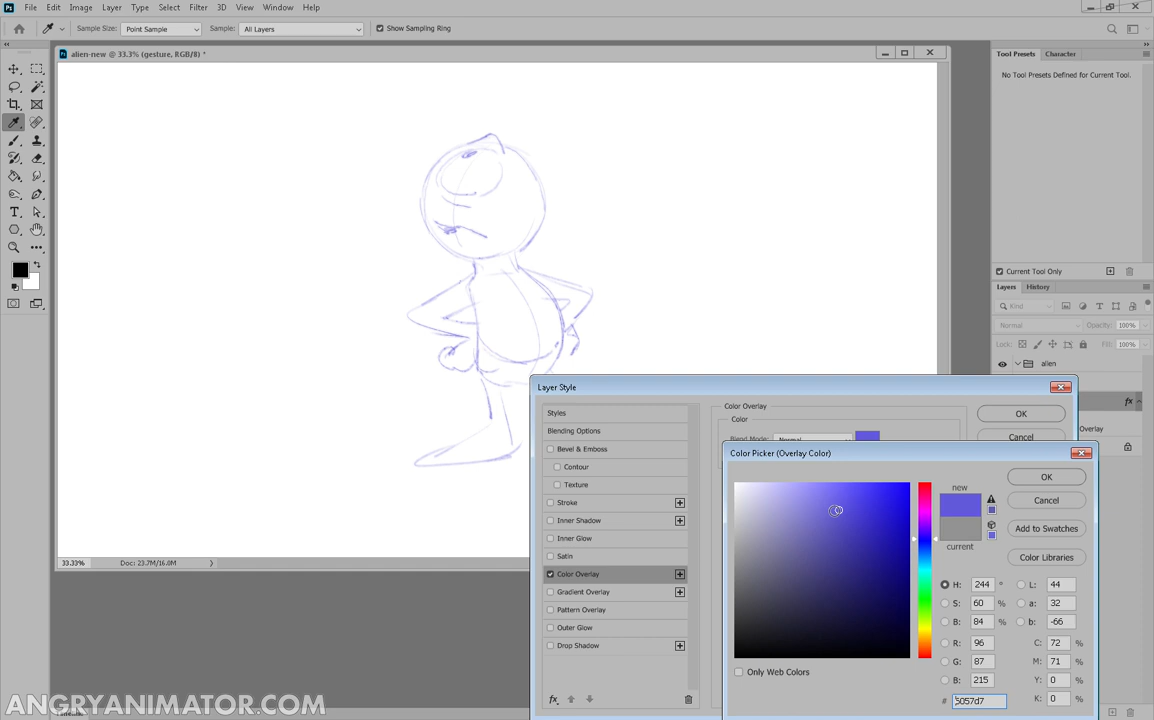 Ps File Edit Image Layer Type Select Filter 3D View Window Help
Sample Size: Point Sample Sample: All Layers Show Sampling Ring
Ps alien-new @ 33.3% (gesture, RGB/8) *
Tool Presets Character
No Tool Presets Defined for Current Tool.
Current Tool Only
Layers History
Kind
Normal Opacity: 100%
Lock: Fill: 100%
alien
fx
Overlay
33.33% Doc: 23.7M/16.0M
Layer Style
Styles
Blending Options
Bevel & Emboss
Contour
Texture
Stroke
Inner Shadow
Inner Glow
Satin
Color Overlay
Gradient Overlay
Pattern Overlay
Outer Glow
Drop Shadow
fx
Color Overlay
Color
Blend Mode: Normal
OK
Cancel
Color Picker (Overlay Color)
new
current
OK
Cancel
Add to Swatches
Color Libraries
H: 244 ° L: 44
S: 60 % a: 32
B: 84 % b: -66
R: 96 C: 72 %
G: 87 M: 71 %
B: 215 Y: 0 %
K: 0 %
Only Web Colors
ANGRYANIMATOR.COM